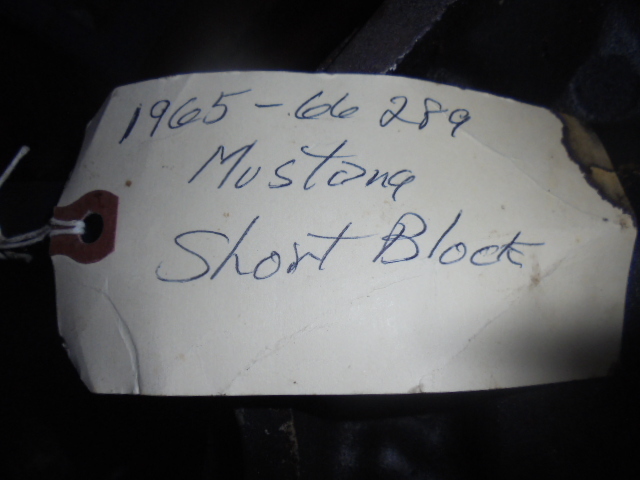 1965-66 289
Mustang
Short Block